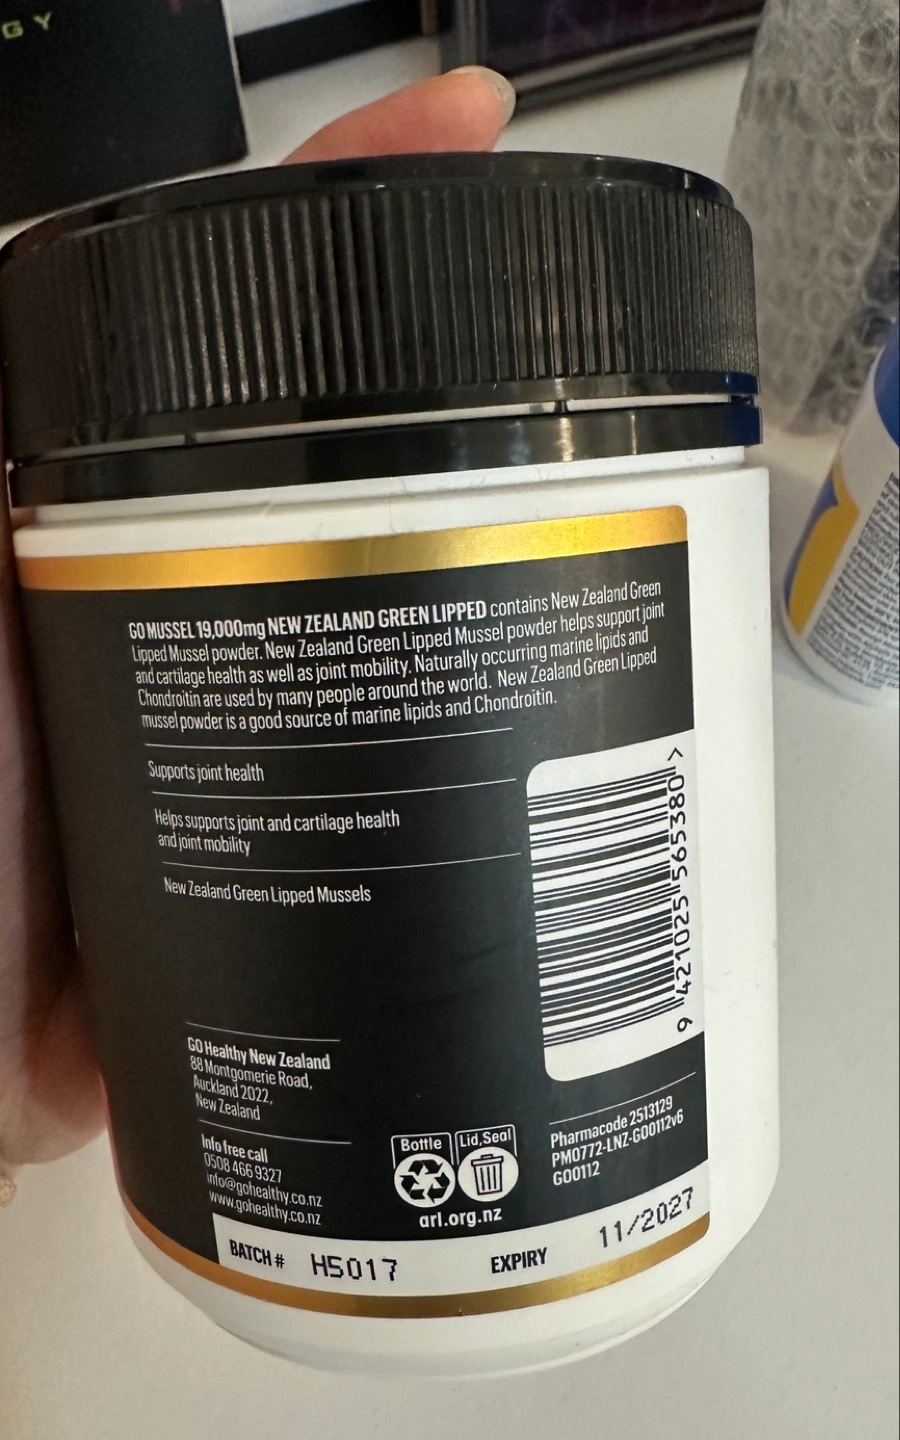 GY
GO MUSSEL 19,000mg NEW ZEALAND GREEN LIPPED contains New Zealand Green
Lipped Mussel powder. New Zealand Green Lipped Mussel powder helps support joint
and cartilage health as well as joint mobility. Naturally occurring marine lipids and
Chondroitin are used by many people around the world. New Zealand Green Lipped
mussel powder is a good source of marine lipids and Chondroitin.
Supports joint health
Helps supports joint and cartilage health
and joint mobility
New Zealand Green Lipped Mussels
9 421025 565380 >
GO Healthy New Zealand
88 Montgomerie Road,
Auckland 2022,
New Zealand
Info free call
0508 466 9327
info@gohealthy.co.nz
www.gohealthy.co.nz
Bottle
Lid,Seal
arl.org.nz
Pharmacode 2513129
PM0772-LNZ-GO0112v6
GO0112
BATCH # H5017
EXPIRY 11/2027